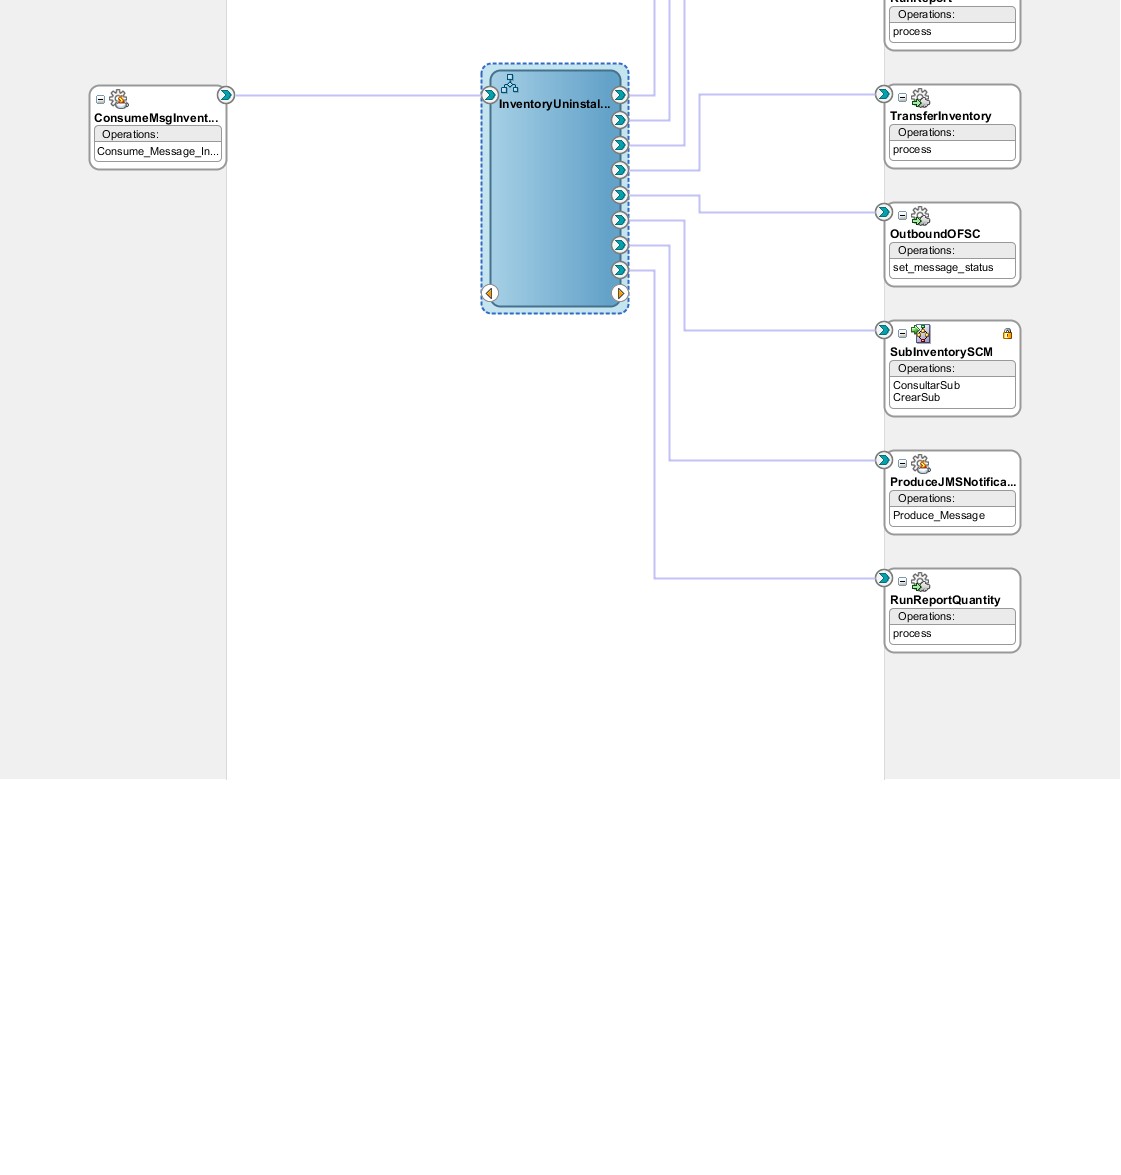 Operations:
process
ConsumeMsgInvent...
Operations:
Consume_Message_In...
InventoryUninstal...
TransferInventory
Operations:
process
OutboundOFSC
Operations:
set_message_status
SubInventorySCM
Operations:
ConsultarSub
CrearSub
ProduceJMSNotifica...
Operations:
Produce_Message
RunReportQuantity
Operations:
process